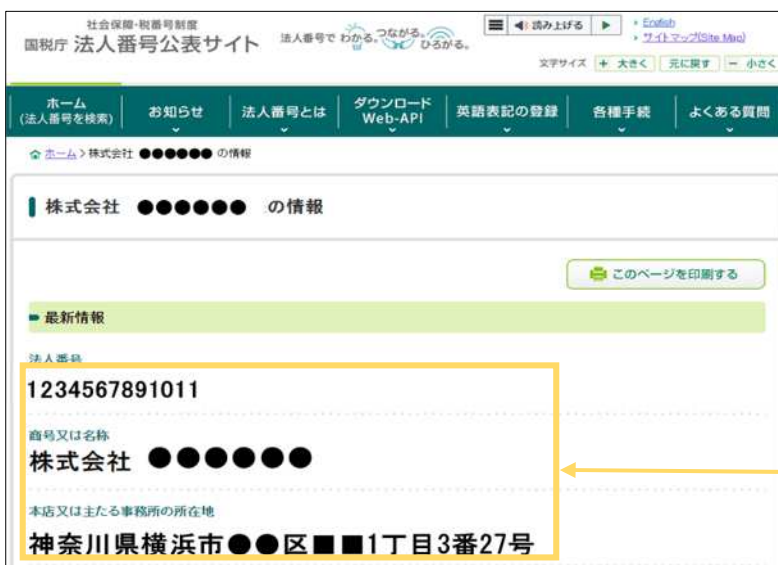 社会保障・税番号制度
国税庁 法人番号公表サイト
法人番号で わかる。つながる。ひろがる。
読み上げる
English
サイトマップ(Site Map)
文字サイズ + 大きく 元に戻す − 小さく
ホーム
(法人番号を検索)
お知らせ
法人番号とは
ダウンロード
Web-API
英語表記の登録
各種手続
よくある質問
ホーム > 株式会社 ●●●●●● の情報
株式会社 ●●●●●● の情報
このページを印刷する
最新情報
法人番号
1234567891011
商号又は名称
株式会社 ●●●●●●
本店又は主たる事務所の所在地
神奈川県横浜市●●区■■1丁目3番27号